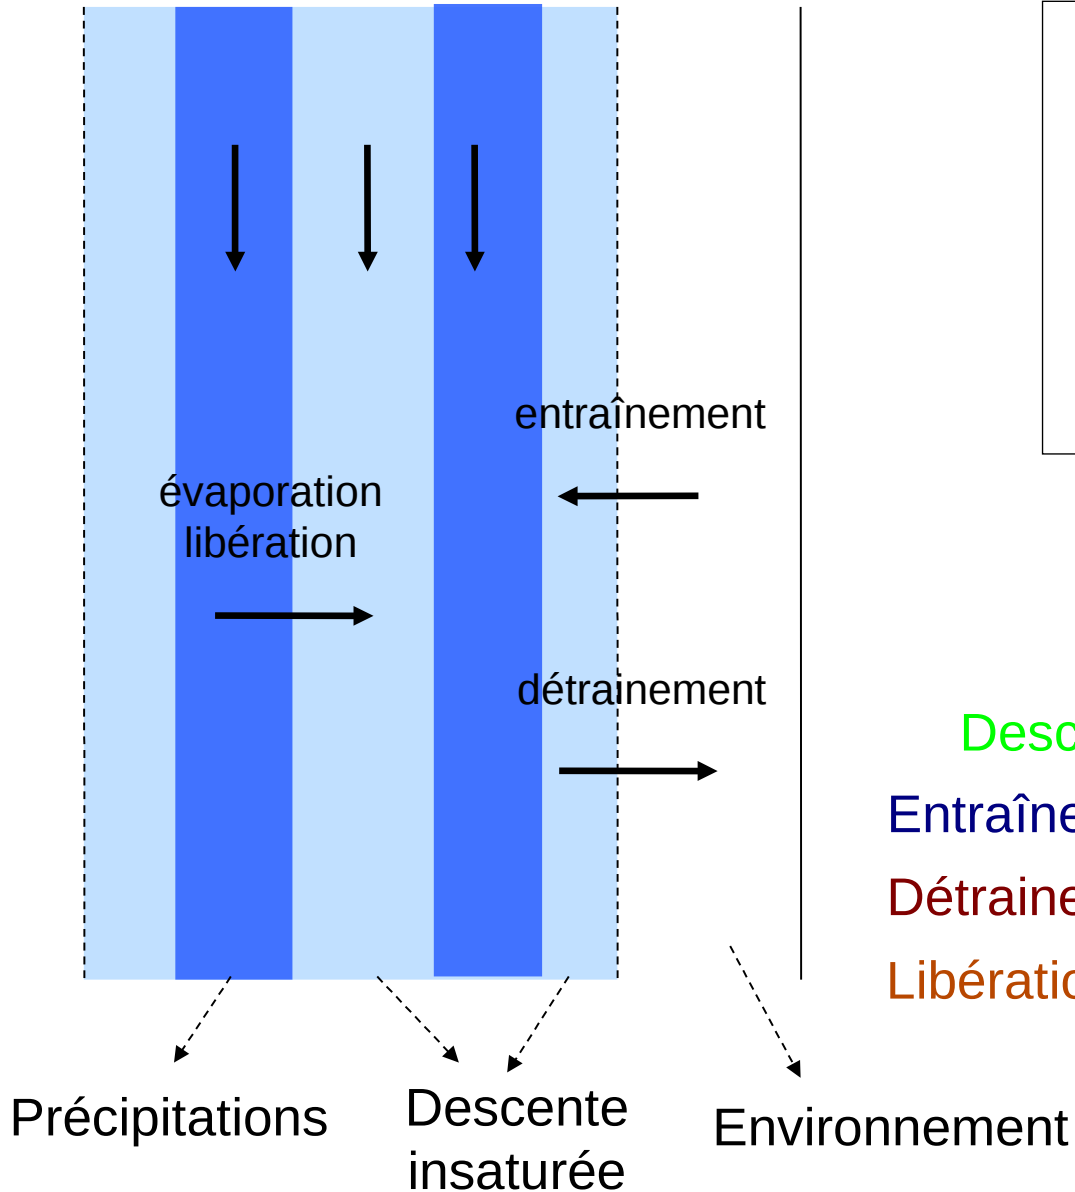 entraînement
évaporation
libération
détrainement
Précipitations
Descente
insaturée
Environnement